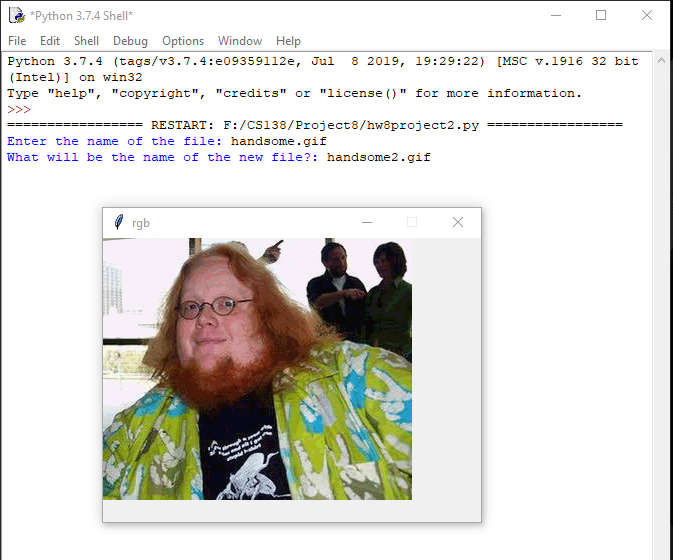 *Python 3.7.4 Shell*
File Edit Shell Debug Options Window Help
Python 3.7.4 (tags/v3.7.4:e09359112e, Jul  8 2019, 19:29:22) [MSC v.1916 32 bit
(Intel)] on win32
Type "help", "copyright", "credits" or "license()" for more information.
>>>
================= RESTART: F:/CS138/Project8/hw8project2.py =================
Enter the name of the file: handsome.gif
What will be the name of the new file?: handsome2.gif
rgb
through a
stupid t-shirt